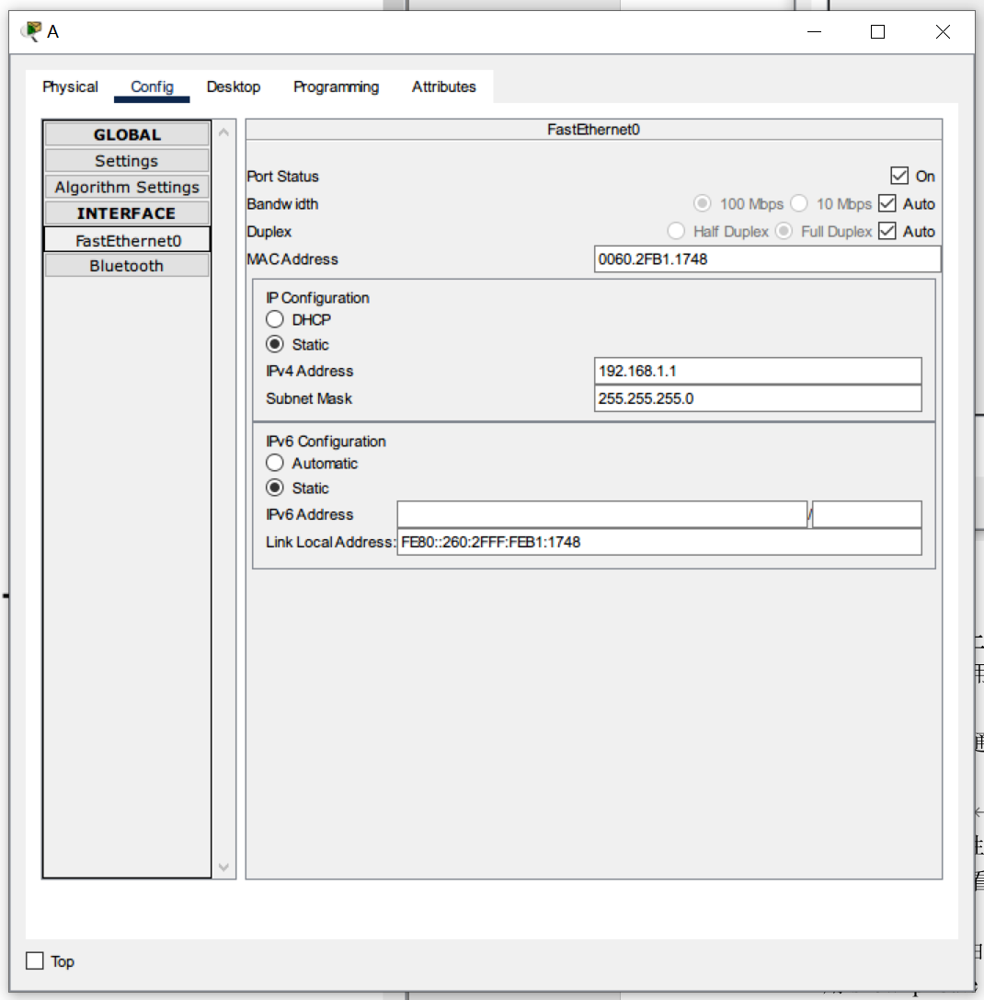 A
Physical Config Desktop Programming Attributes
GLOBAL
Settings
Algorithm Settings
INTERFACE
FastEthernet0
Bluetooth
FastEthernet0
Port Status On
Bandwidth 100 Mbps 10 Mbps Auto
Duplex Half Duplex Full Duplex Auto
MAC Address 0060.2FB1.1748
IP Configuration
DHCP
Static
IPv4 Address 192.168.1.1
Subnet Mask 255.255.255.0
IPv6 Configuration
Automatic
Static
IPv6 Address /
Link Local Address: FE80::260:2FFF:FEB1:1748
Top